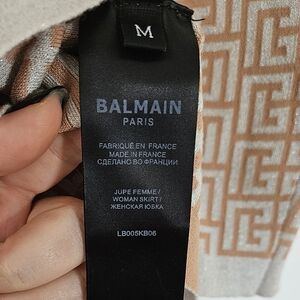 M
BALMAIN
PARIS
FABRIQUÉ EN FRANCE
MADE IN FRANCE
СДЕЛАНО ВО ФРАНЦИИ
JUPE FEMME/
WOMAN SKIRT/
ЖЕНСКАЯ ЮБКА
LB005KB06